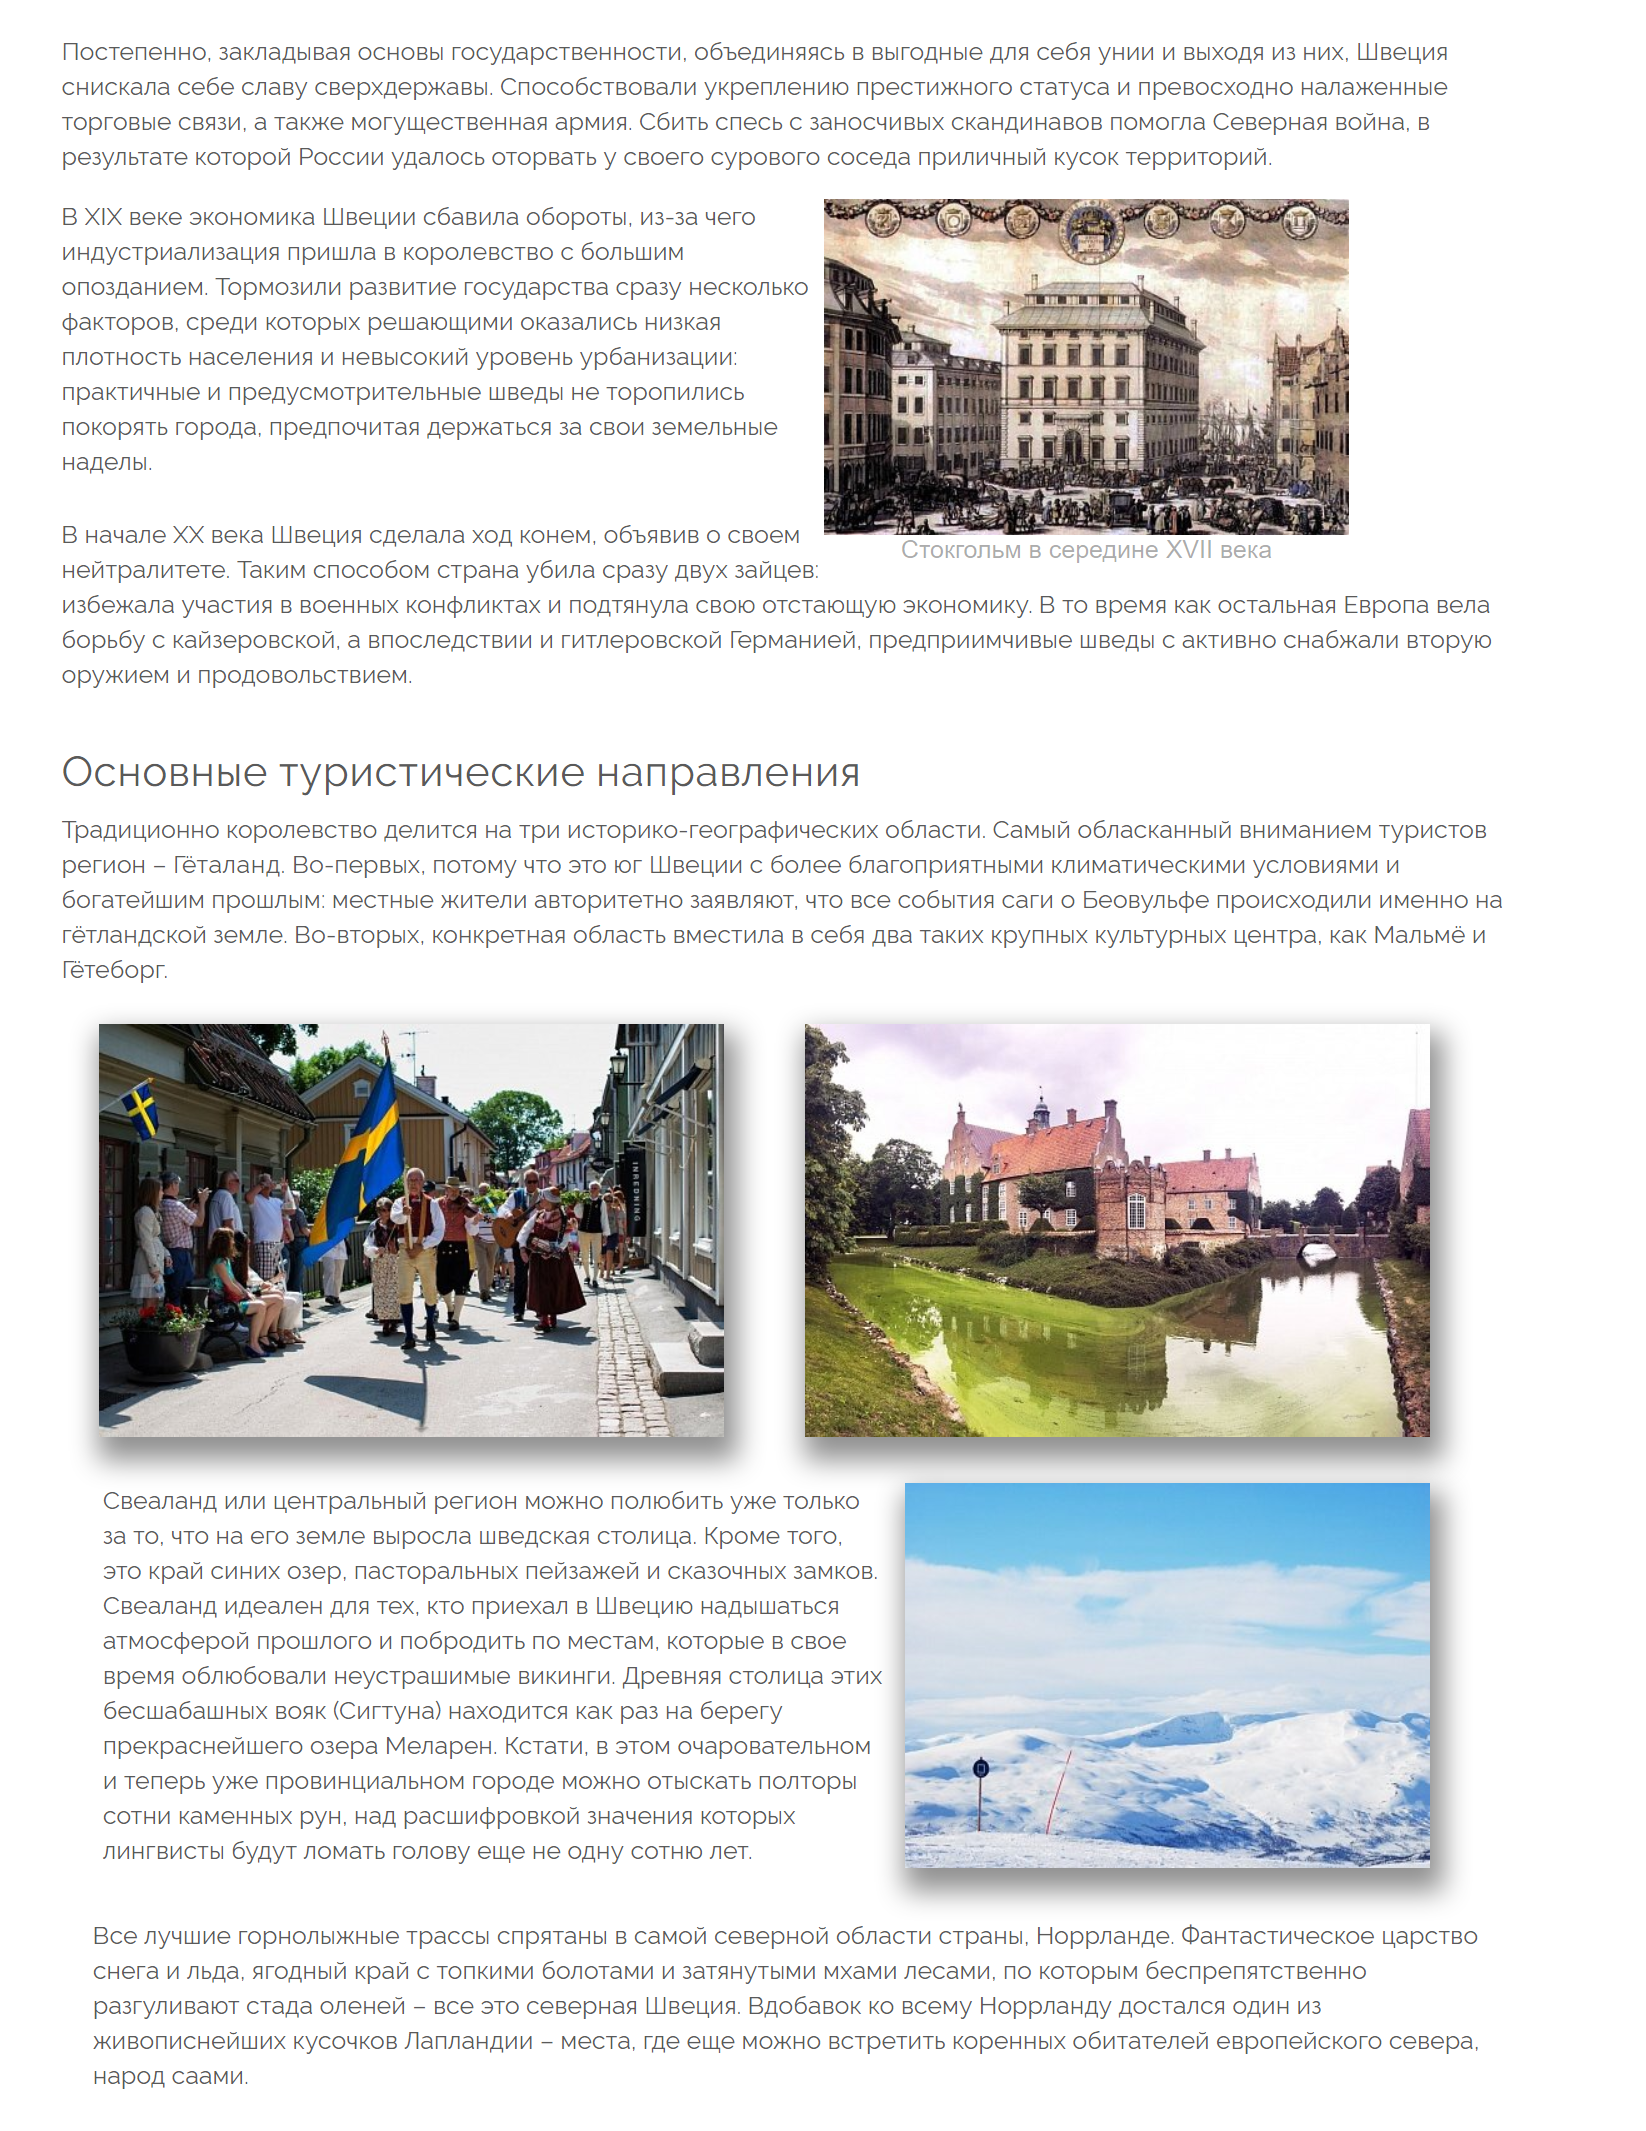 Постепенно, закладывая основы государственности, объединяясь в выгодные для себя унии и выходя из них, Швеция
снискала себе славу сверхдержавы. Способствовали укреплению престижного статуса и превосходно налаженные
торговые связи, а также могущественная армия. Сбить спесь с заносчивых скандинавов помогла Северная война, в
результате которой России удалось оторвать у своего сурового соседа приличный кусок территорий.
В XIX веке экономика Швеции сбавила обороты, из-за чего
индустриализация пришла в королевство с большим
опозданием. Тормозили развитие государства сразу несколько
факторов, среди которых решающими оказались низкая
плотность населения и невысокий уровень урбанизации:
практичные и предусмотрительные шведы не торопились
покорять города, предпочитая держаться за свои земельные
наделы.
Стокгольм в середине XVII века
В начале XX века Швеция сделала ход конем, объявив о своем
нейтралитете. Таким способом страна убила сразу двух зайцев:
избежала участия в военных конфликтах и подтянула свою отстающую экономику. В то время как остальная Европа вела
борьбу с кайзеровской, а впоследствии и гитлеровской Германией, предприимчивые шведы с активно снабжали вторую
оружием и продовольствием.
Основные туристические направления
Традиционно королевство делится на три историко-географических области. Самый обласканный вниманием туристов
регион – Гёталанд. Во-первых, потому что это юг Швеции с более благоприятными климатическими условиями и
богатейшим прошлым: местные жители авторитетно заявляют, что все события саги о Беовульфе происходили именно на
гётландской земле. Во-вторых, конкретная область вместила в себя два таких крупных культурных центра, как Мальмё и
Гётеборг.
INREDNING
Свеаланд или центральный регион можно полюбить уже только
за то, что на его земле выросла шведская столица. Кроме того,
это край синих озер, пасторальных пейзажей и сказочных замков.
Свеаланд идеален для тех, кто приехал в Швецию надышаться
атмосферой прошлого и побродить по местам, которые в свое
время облюбовали неустрашимые викинги. Древняя столица этих
бесшабашных вояк (Сигтуна) находится как раз на берегу
прекраснейшего озера Меларен. Кстати, в этом очаровательном
и теперь уже провинциальном городе можно отыскать полторы
сотни каменных рун, над расшифровкой значения которых
лингвисты будут ломать голову еще не одну сотню лет.
Все лучшие горнолыжные трассы спрятаны в самой северной области страны, Норрланде. Фантастическое царство
снега и льда, ягодный край с топкими болотами и затянутыми мхами лесами, по которым беспрепятственно
разгуливают стада оленей – все это северная Швеция. Вдобавок ко всему Норрланду достался один из
живописнейших кусочков Лапландии – места, где еще можно встретить коренных обитателей европейского севера,
народ саами.